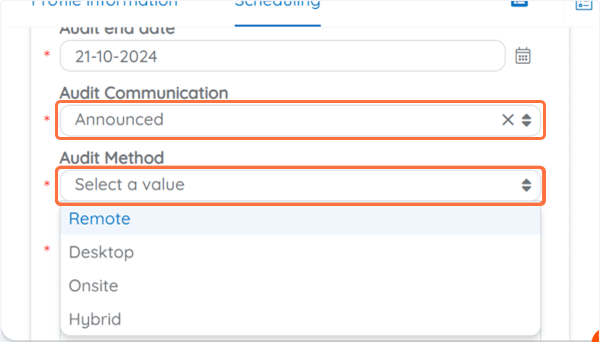 Profile Information Scheduling
Audit end date
* 21-10-2024
Audit Communication
* Announced
Audit Method
* Select a value
Remote
* Desktop
Onsite
Hybrid